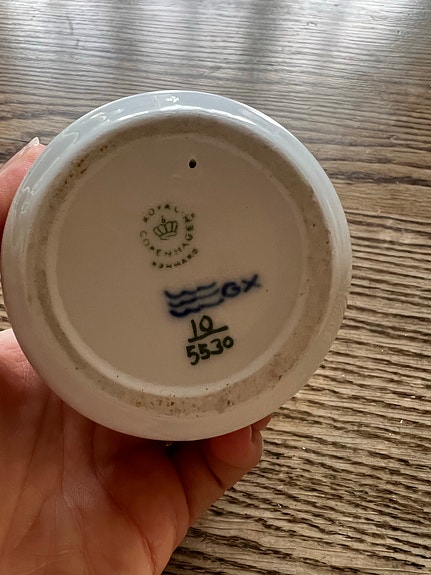 ROYAL
COPENHAGEN
DENMARK
GX
10
5530